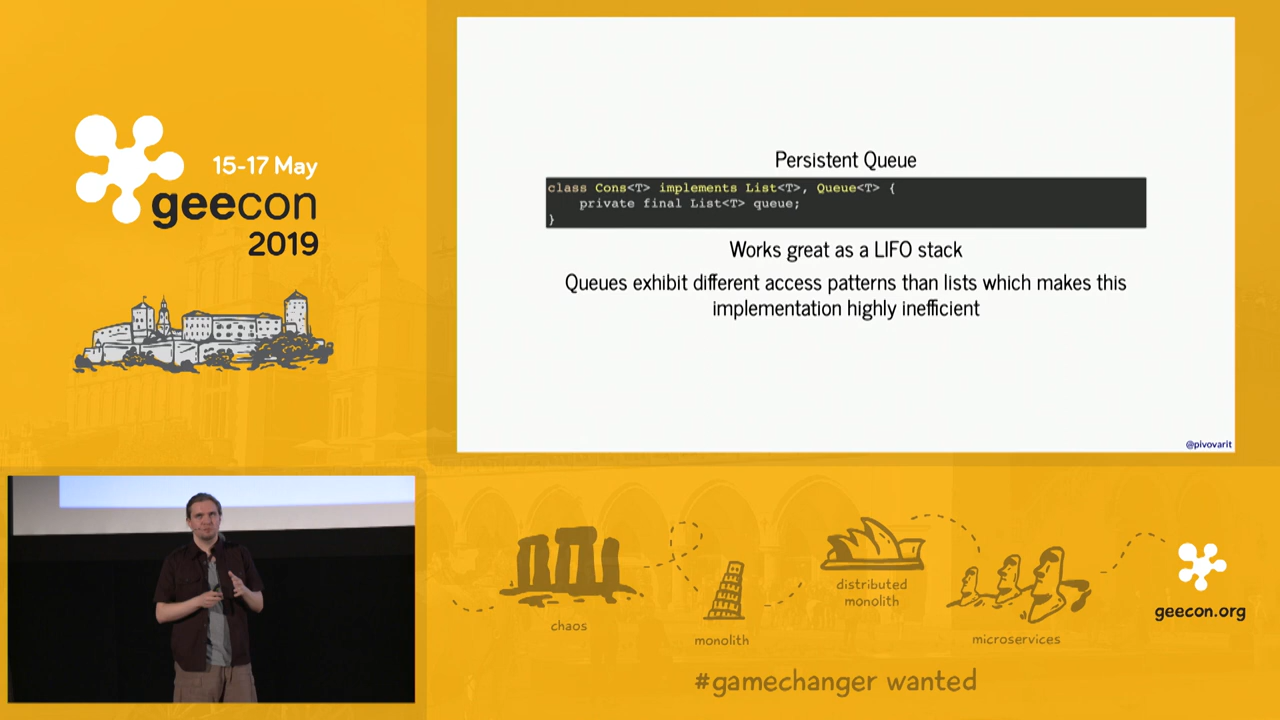 15-17 May
geecon
2019
Persistent Queue
class Cons<T> implements List<T>, Queue<T> {
    private final List<T> queue;
}
Works great as a LIFO stack
Queues exhibit different access patterns than lists which makes this
implementation highly inefficient
@pivovarit
chaos
monolith
distributed
monolith
microservices
geecon.org
#gamechanger wanted